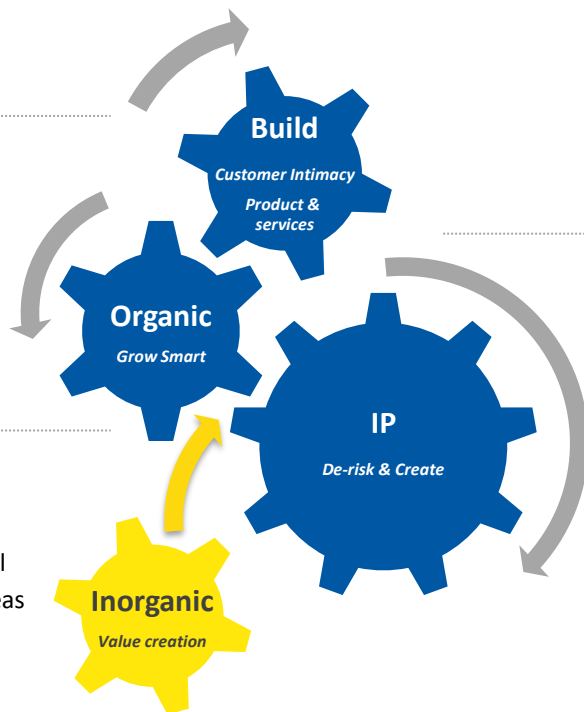 Build
Customer Intimacy
Product &
services
Organic
Grow Smart
IP
De-risk & Create
Inorganic
Value creation